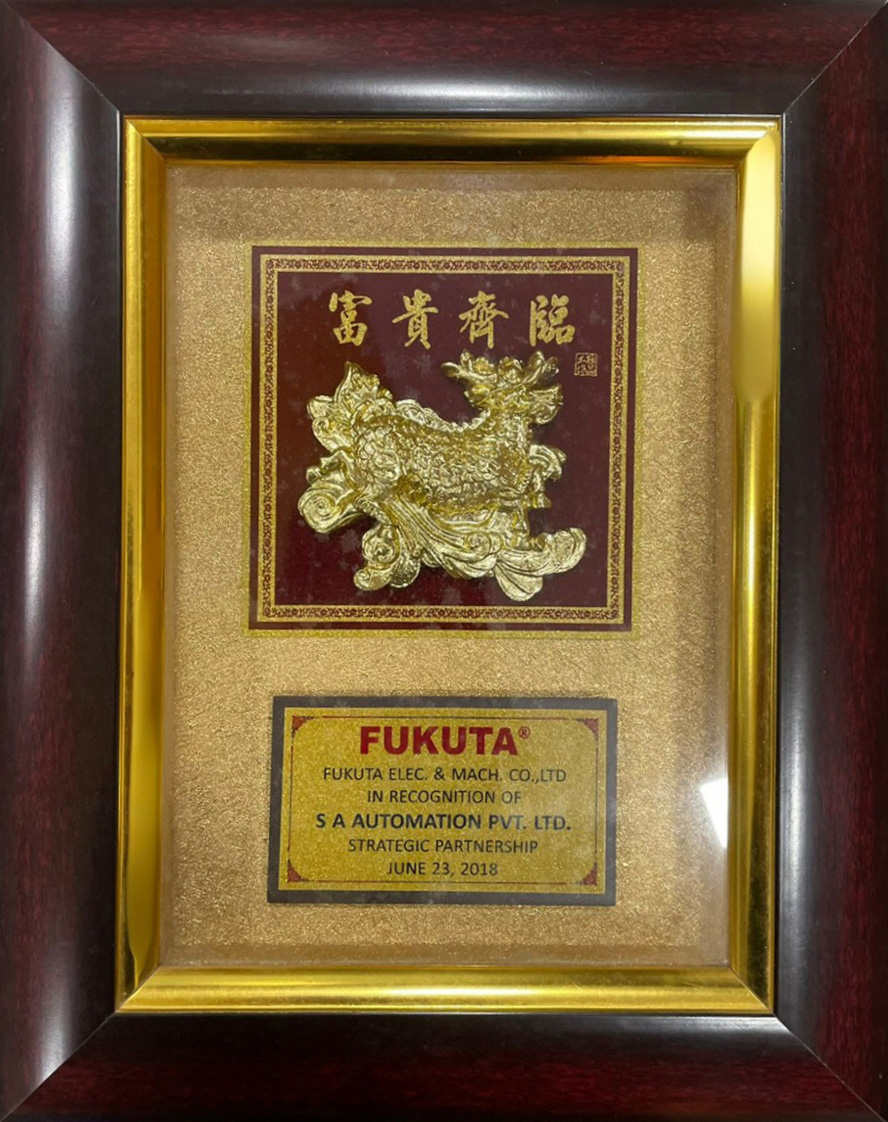 富貴齊臨
FUKUTA®
FUKUTA ELEC. & MACH. CO.,LTD
IN RECOGNITION OF
S A AUTOMATION PVT. LTD.
STRATEGIC PARTNERSHIP
JUNE 23, 2018